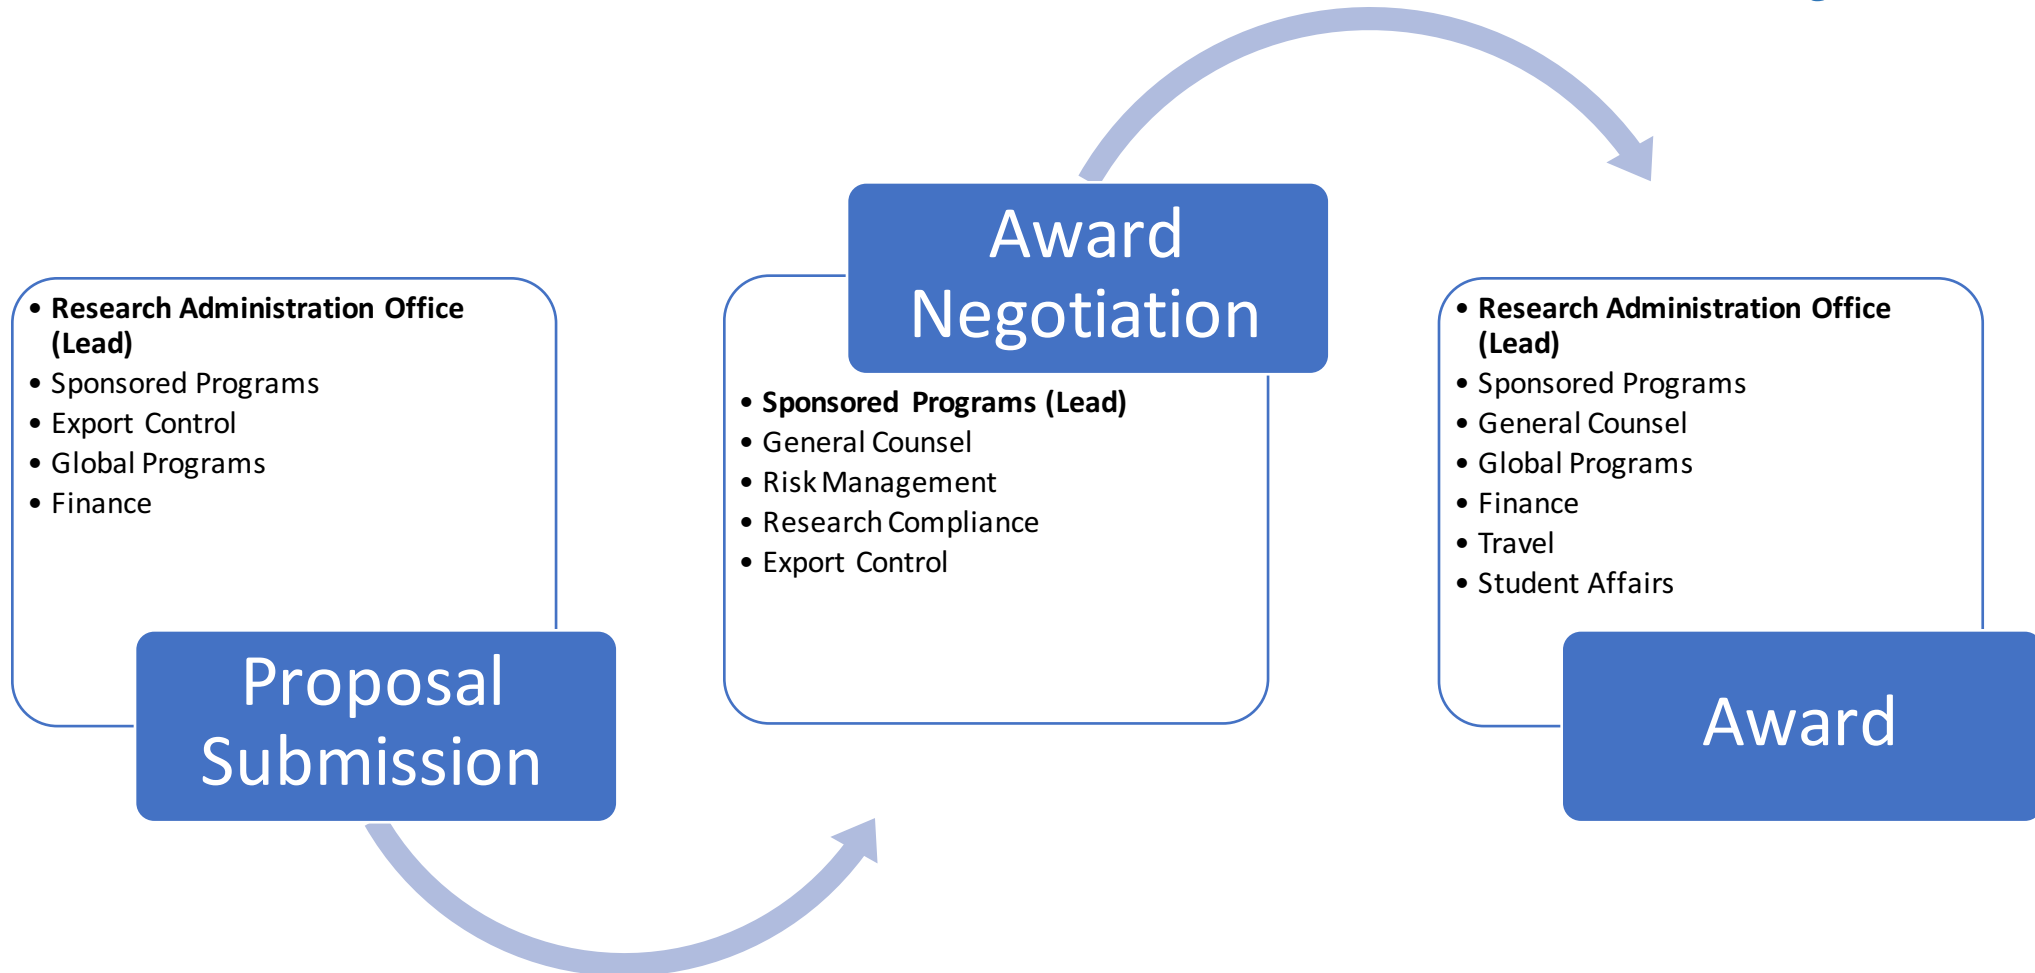 • Research Administration Office
(Lead)
• Sponsored Programs
• Export Control
• Global Programs
• Finance
Proposal
Submission
Award
Negotiation
• Sponsored Programs (Lead)
• General Counsel
• Risk Management
• Research Compliance
• Export Control
• Research Administration Office
(Lead)
• Sponsored Programs
• General Counsel
• Global Programs
• Finance
• Travel
• Student Affairs
Award